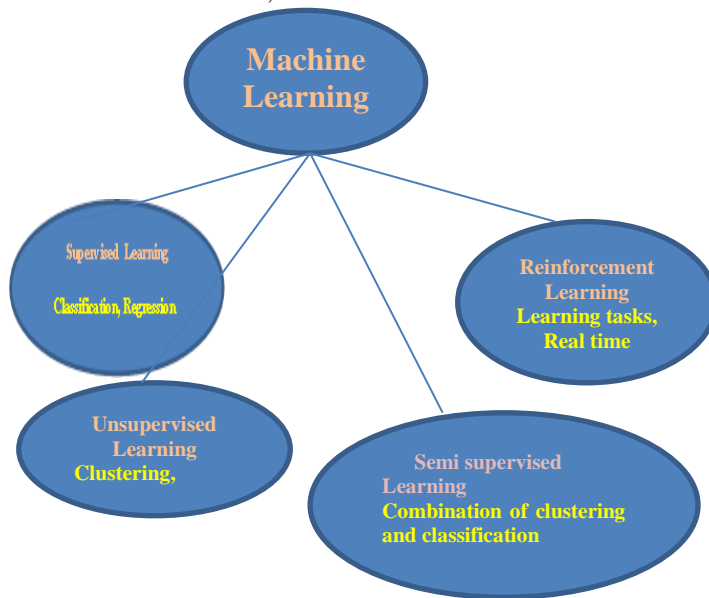 Machine
Learning
Supervised Learning
Classification, Regression
Reinforcement
Learning
Learning tasks,
Real time
Unsupervised
Learning
Clustering,
Semi supervised
Learning
Combination of clustering
and classification